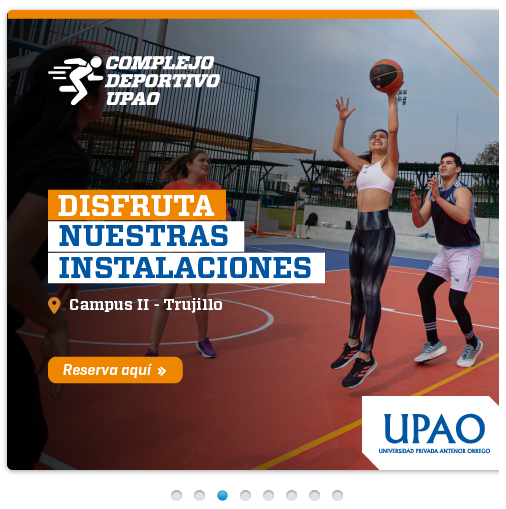 COMPLEJO
DEPORTIVO
UPAO
DISFRUTA
NUESTRAS
INSTALACIONES
Campus II - Trujillo
Reserva aquí »
UPAO
UNIVERSIDAD PRIVADA ANTENOR ORREGO